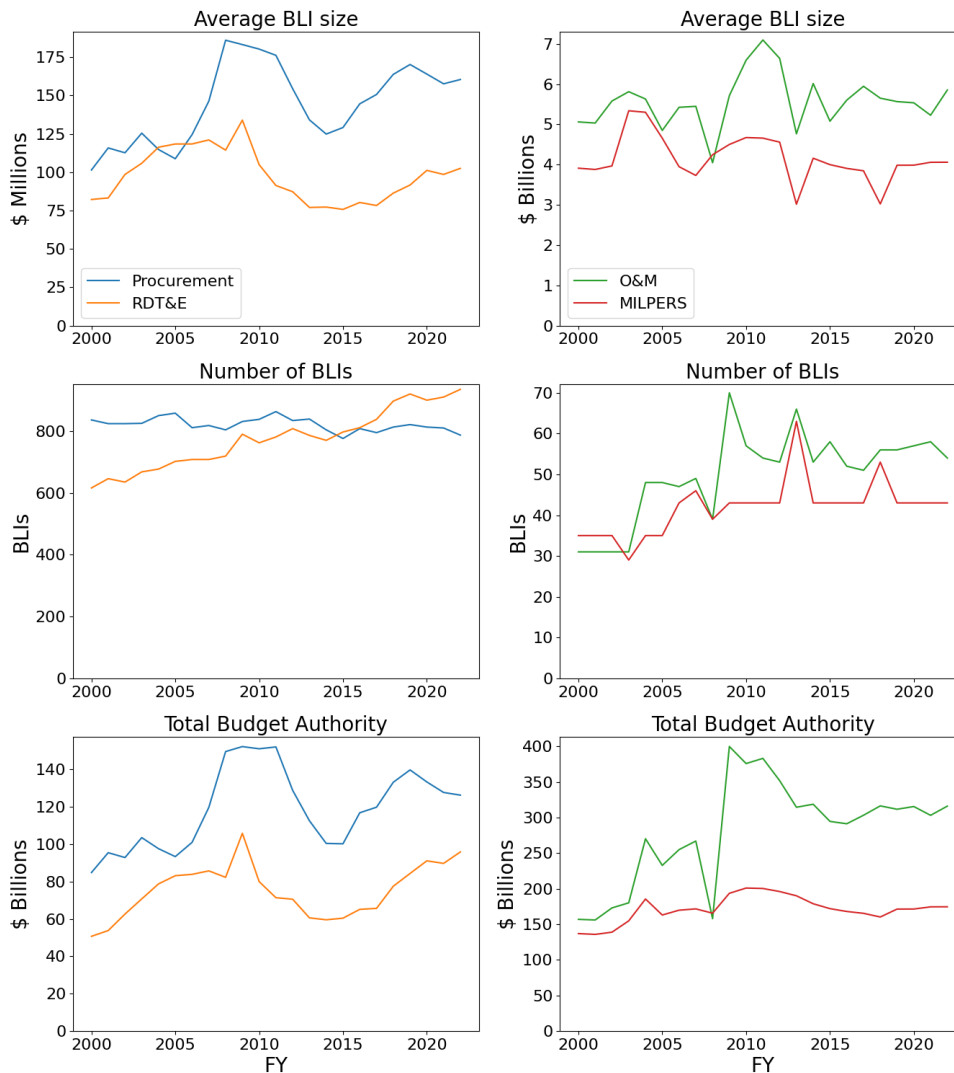 Average BLI size
$ Millions
175
150
125
100
75
50
25
0
Procurement
RDT&E
2000 2005 2010 2015 2020
Average BLI size
$ Billions
7
6
5
4
3
2
1
0
O&M
MILPERS
2000 2005 2010 2015 2020
Number of BLIs
BLIs
800
600
400
200
0
2000 2005 2010 2015 2020
Number of BLIs
BLIs
70
60
50
40
30
20
10
0
2000 2005 2010 2015 2020
Total Budget Authority
$ Billions
140
120
100
80
60
40
20
0
2000 2005 2010 2015 2020
FY
Total Budget Authority
$ Billions
400
350
300
250
200
150
100
50
0
2000 2005 2010 2015 2020
FY